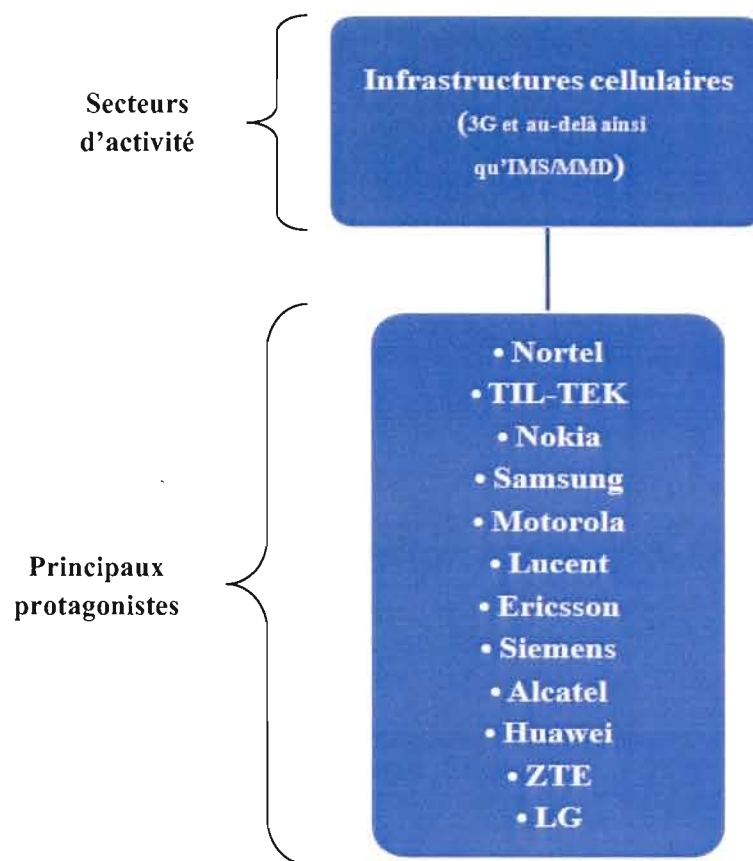 Secteurs
d'activité
Infrastructures cellulaires
(3G et au-delà ainsi
qu'IMS/MMD)
Principaux
protagonistes
• Nortel
• TIL-TEK
• Nokia
• Samsung
• Motorola
• Lucent
• Ericsson
• Siemens
• Alcatel
• Huawei
• ZTE
• LG